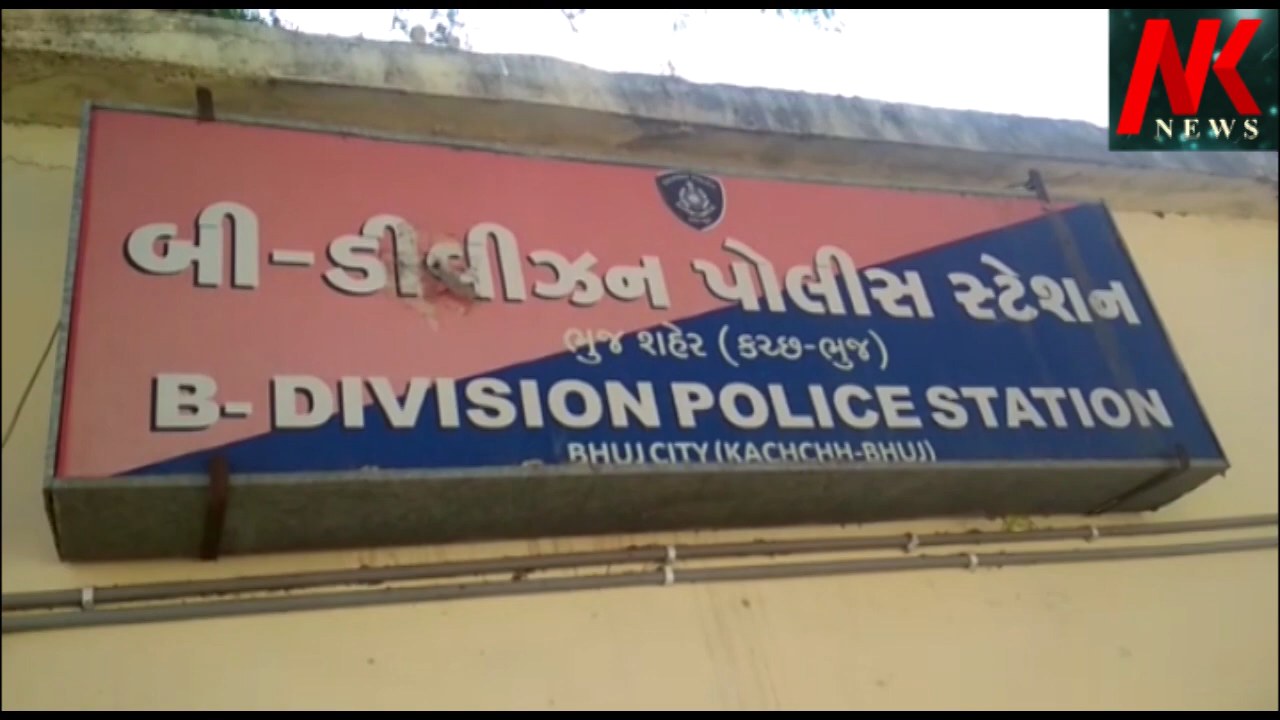 NK
NEWS
બી-ડીવીઝન પોલીસ સ્ટેશન
ભુજ શહેર (કચ્છ-ભુજ)
B- DIVISION POLICE STATION
BHUJ CITY (KACHCHH-BHUJ)